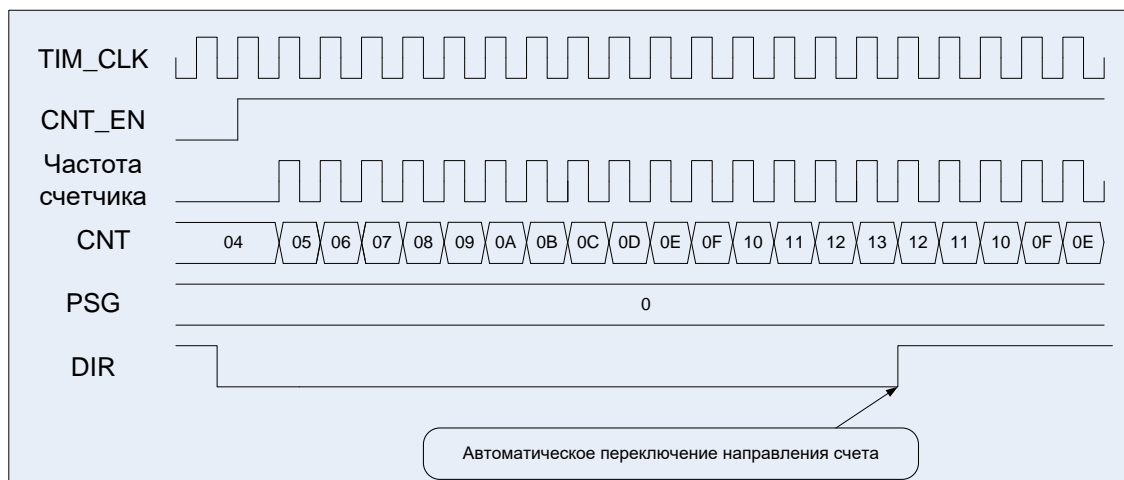 TIM_CLK
CNT_EN
Частота
счетчика
CNT
04 05 06 07 08 09 0A 0B 0C 0D 0E 0F 10 11 12 13 12 11 10 0F 0E
PSG
0
DIR
Автоматическое переключение направления счета